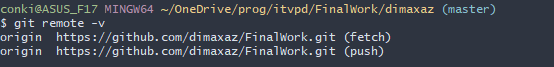 conki@ASUS_F17 MINGW64 ~/OneDrive/prog/itvpd/FinalWork/dimaxaz (master)
$ git remote -v
origin  https://github.com/dimaxaz/FinalWork.git (fetch)
origin  https://github.com/dimaxaz/FinalWork.git (push)